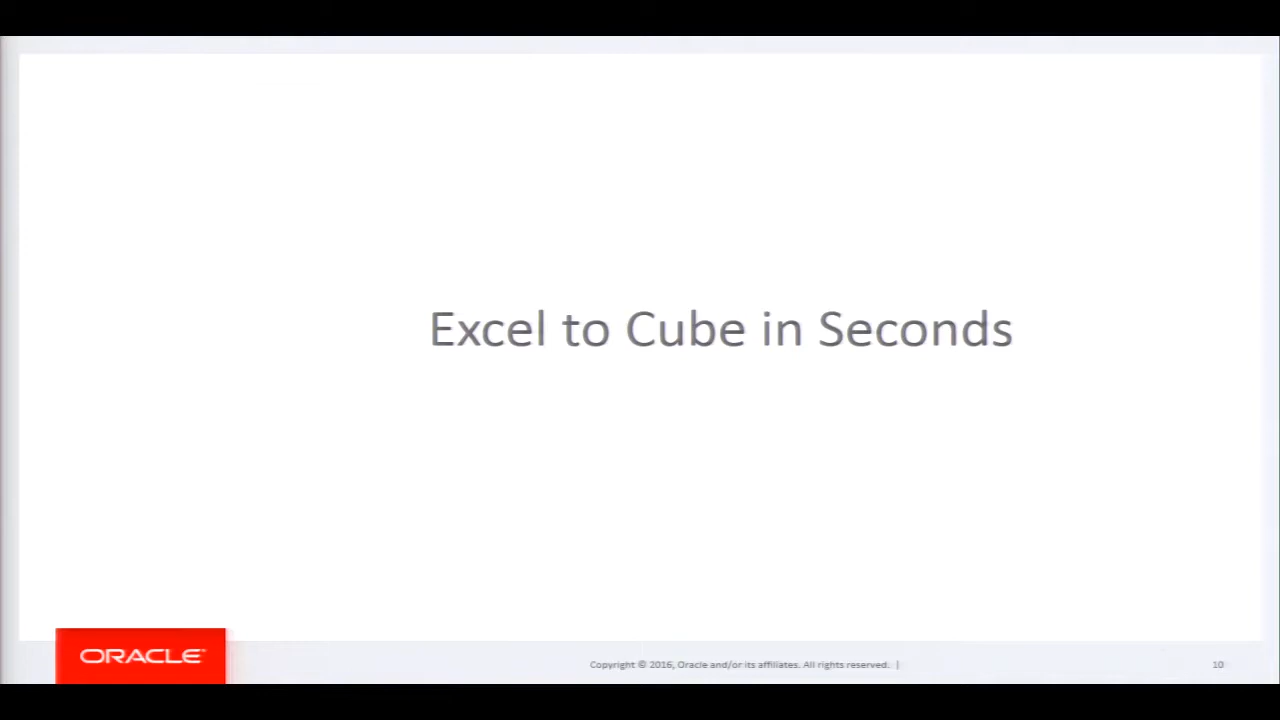 Excel to Cube in Seconds
ORACLE
Copyright © 2016, Oracle and/or its affiliates. All rights reserved. |
10